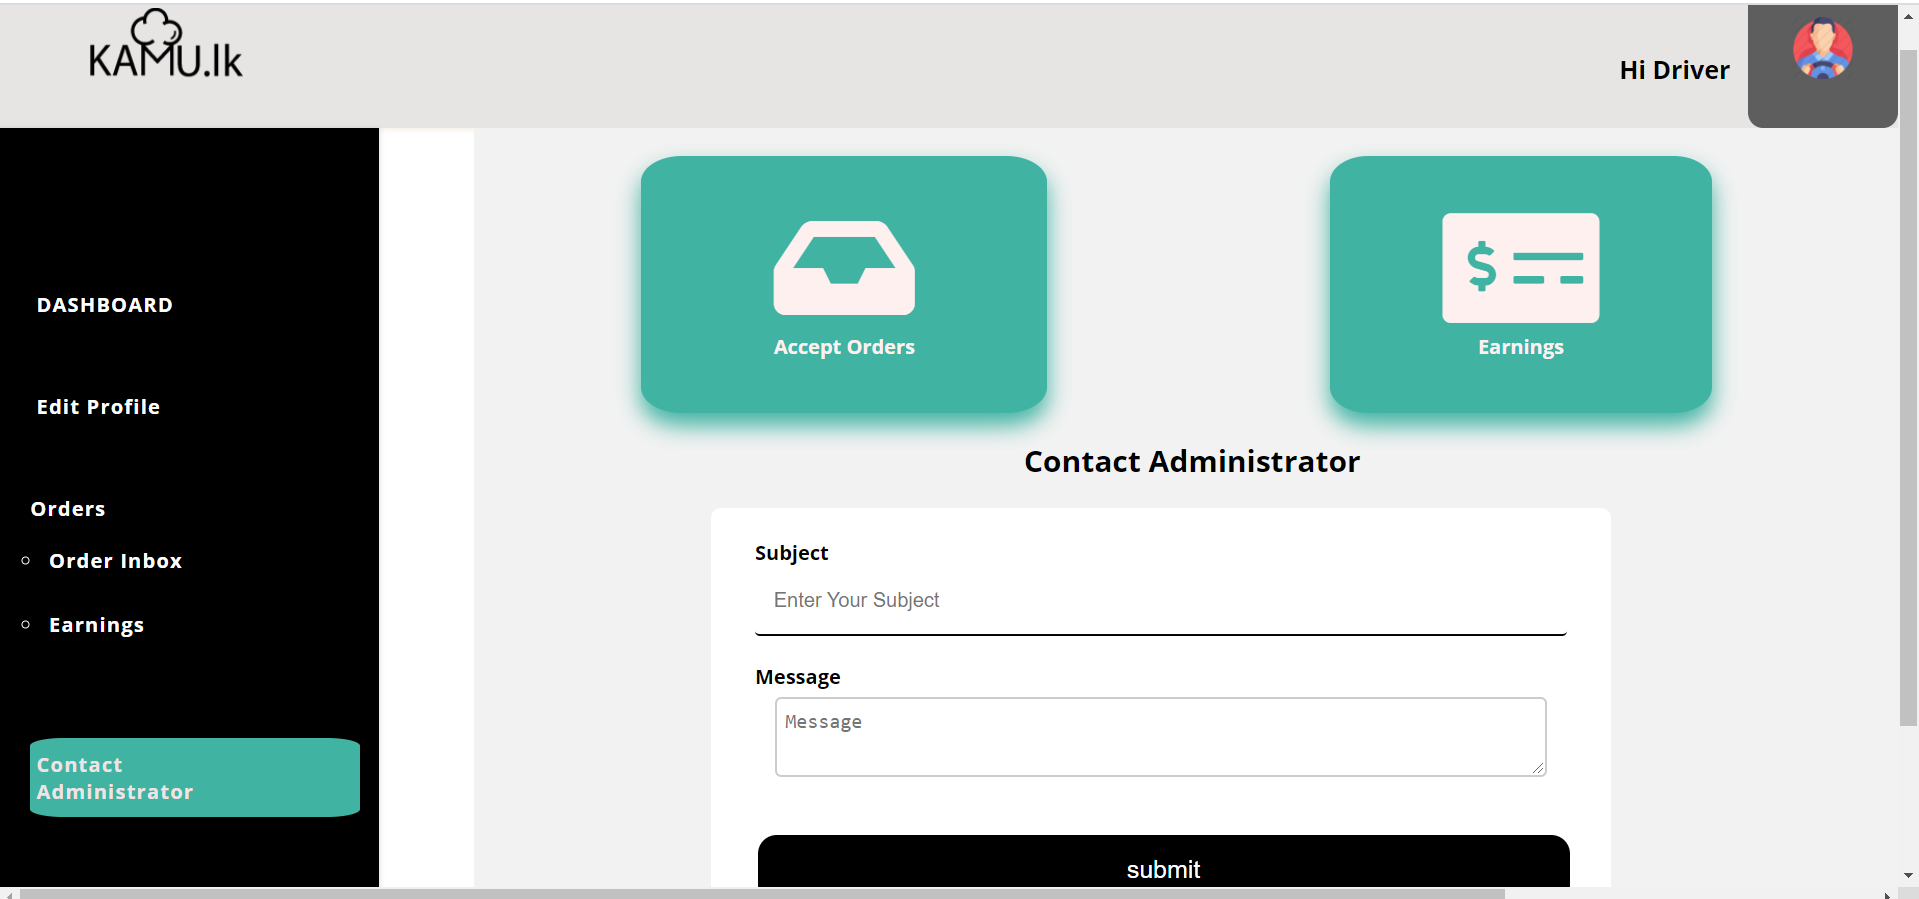 KAMU.lk
Hi Driver
DASHBOARD
Edit Profile
Orders
Order Inbox
Earnings
Contact
Administrator
Accept Orders
$
Earnings
Contact Administrator
Subject
Enter Your Subject
Message
Message
submit